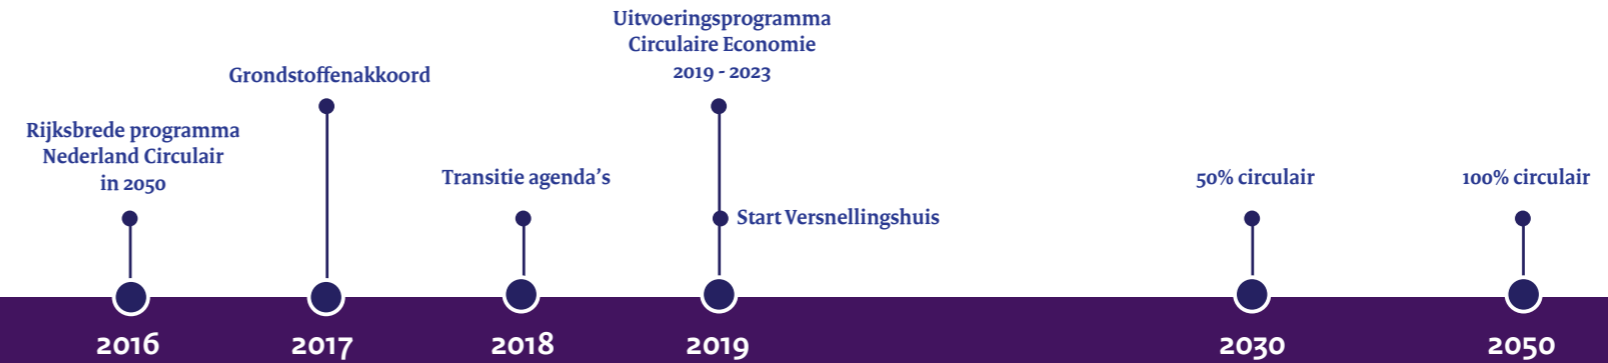 Uitvoeringsprogramma
Circulaire Economie
2019 - 2023
Grondstoffenakkoord
Rijksbrede programma
Nederland Circulair
in 2050
Transitie agenda's
Start Versnellingshuis
50% circulair
100% circulair
2016
2017
2018
2019
2030
2050